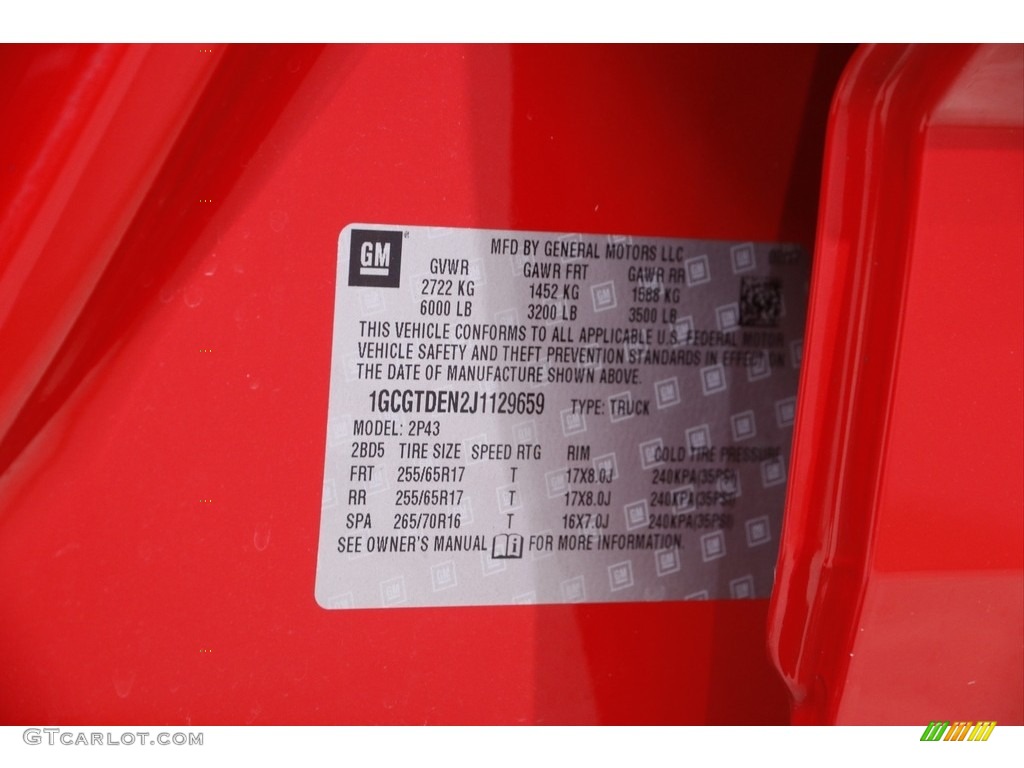 GM
MFD BY GENERAL MOTORS LLC
GVWR GAWR FRT GAWR RR
2722 KG 1452 KG 1588 KG
6000 LB 3200 LB 3500 LB
THIS VEHICLE CONFORMS TO ALL APPLICABLE U.S. FEDERAL MOTOR
VEHICLE SAFETY AND THEFT PREVENTION STANDARDS IN EFFECT ON
THE DATE OF MANUFACTURE SHOWN ABOVE.
1GCGTDEN2J1129659 TYPE: TRUCK
MODEL: 2P43
2BD5 TIRE SIZE SPEED RTG RIM COLD TIRE PRESSURE
FRT 255/65R17 T 17X8.0J 240KPA(35PSI)
RR 255/65R17 T 17X8.0J 240KPA(35PSI)
SPA 265/70R16 T 16X7.0J 240KPA(35PSI)
SEE OWNER'S MANUAL FOR MORE INFORMATION.
GTcarlot.com